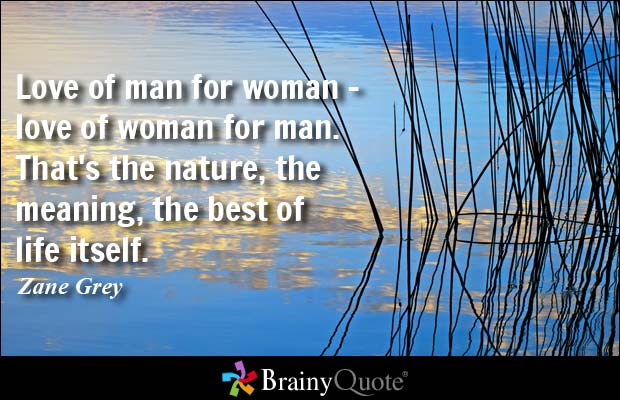 Love of man for woman -
love of woman for man.
That's the nature, the
meaning, the best of
life itself.
Zane Grey
BrainyQuote®